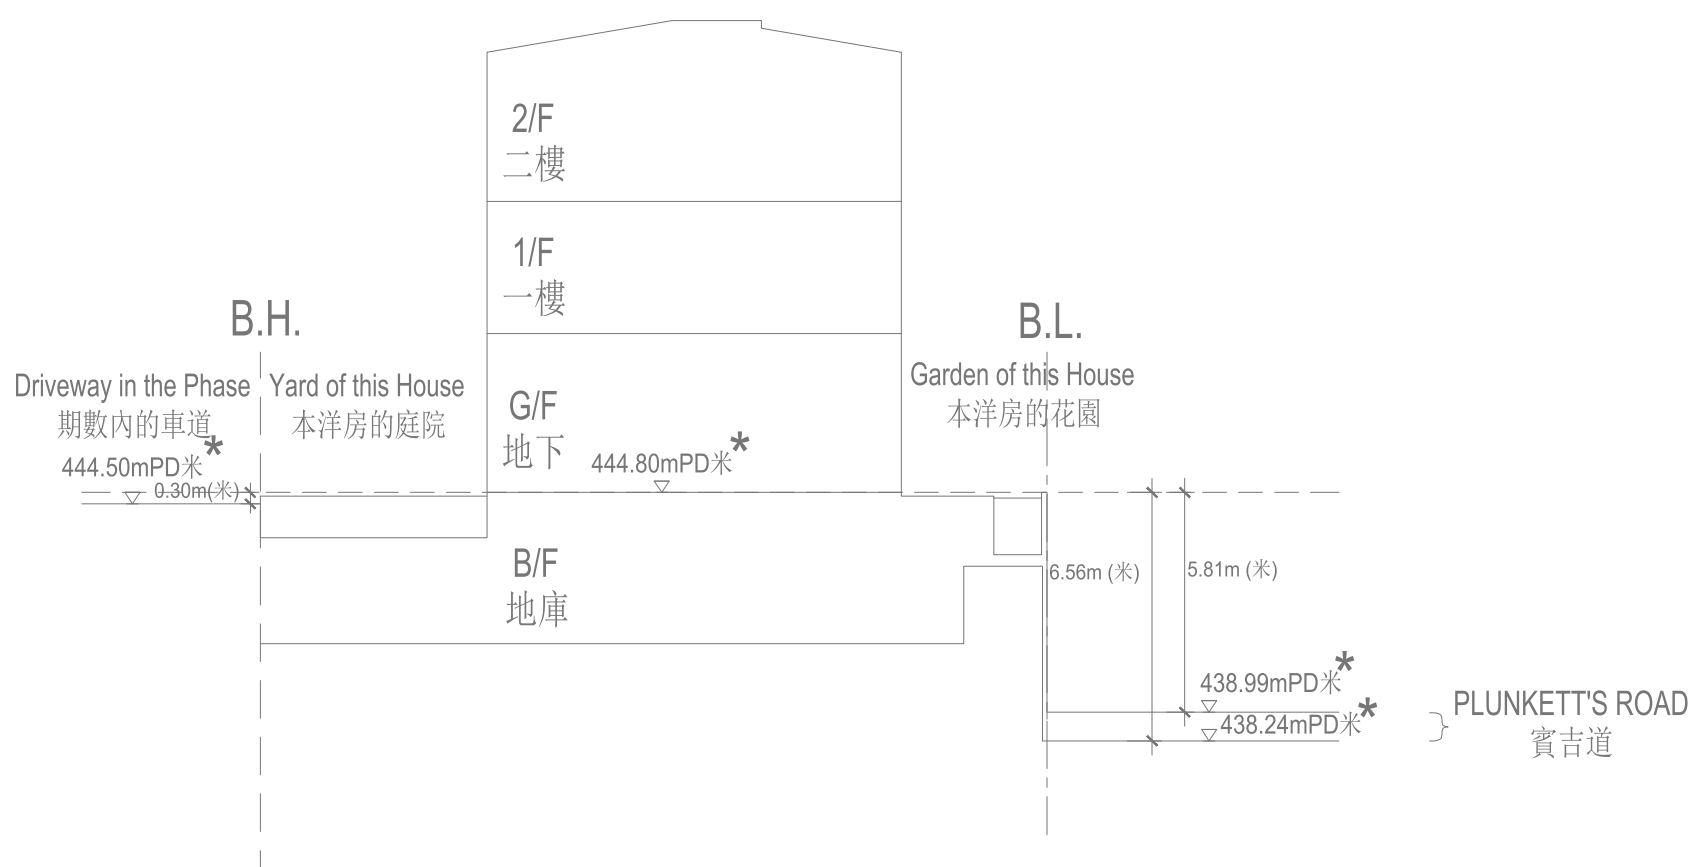 2/F
二樓
1/F
一樓
B.H.
B.L.
Driveway in the Phase
期數內的車道
Yard of this House
本洋房的庭院
Garden of this House
本洋房的花園
G/F
地下
444.50mPD米*
0.30m(米)
444.80mPD米*
B/F
地庫
6.56m (米)
5.81m (米)
438.99mPD米*
438.24mPD米*
PLUNKETT'S ROAD
賓吉道